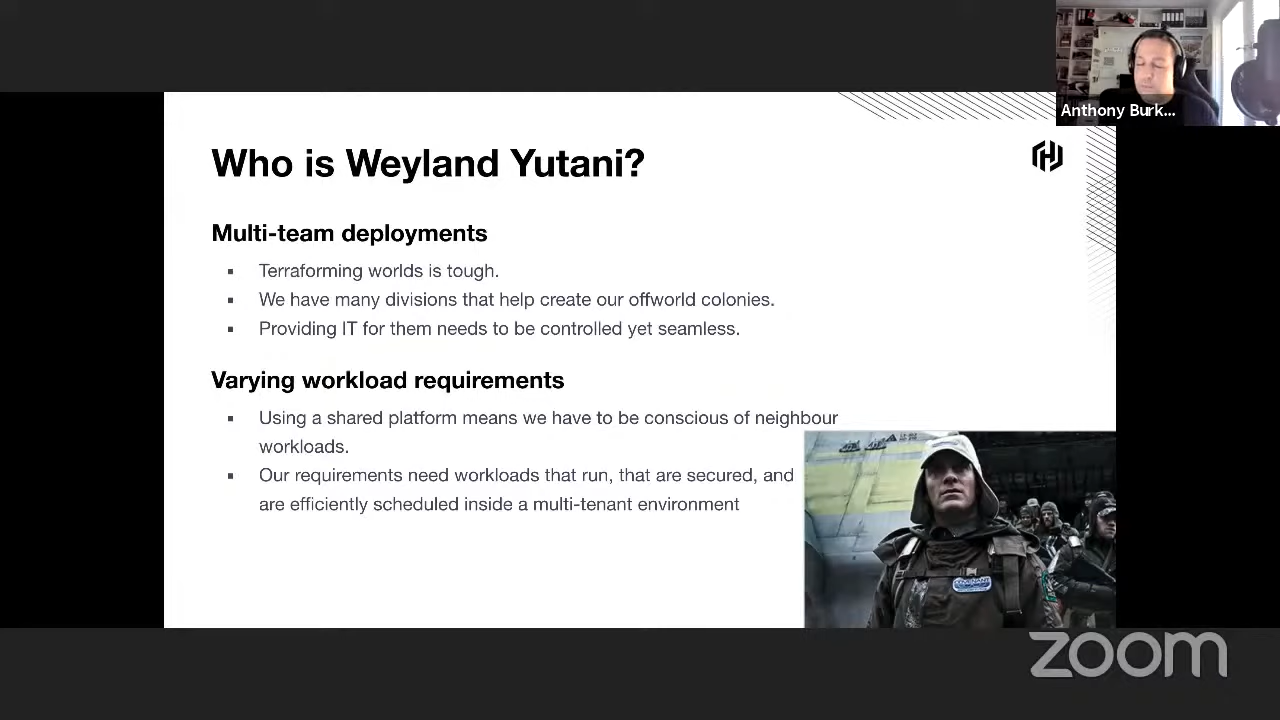 Anthony Burk...
Who is Weyland Yutani?
Multi-team deployments
▪ Terraforming worlds is tough.
▪ We have many divisions that help create our offworld colonies.
▪ Providing IT for them needs to be controlled yet seamless.
Varying workload requirements
▪ Using a shared platform means we have to be conscious of neighbour
workloads.
▪ Our requirements need workloads that run, that are secured, and
are efficiently scheduled inside a multi-tenant environment
COVENANT
zoom